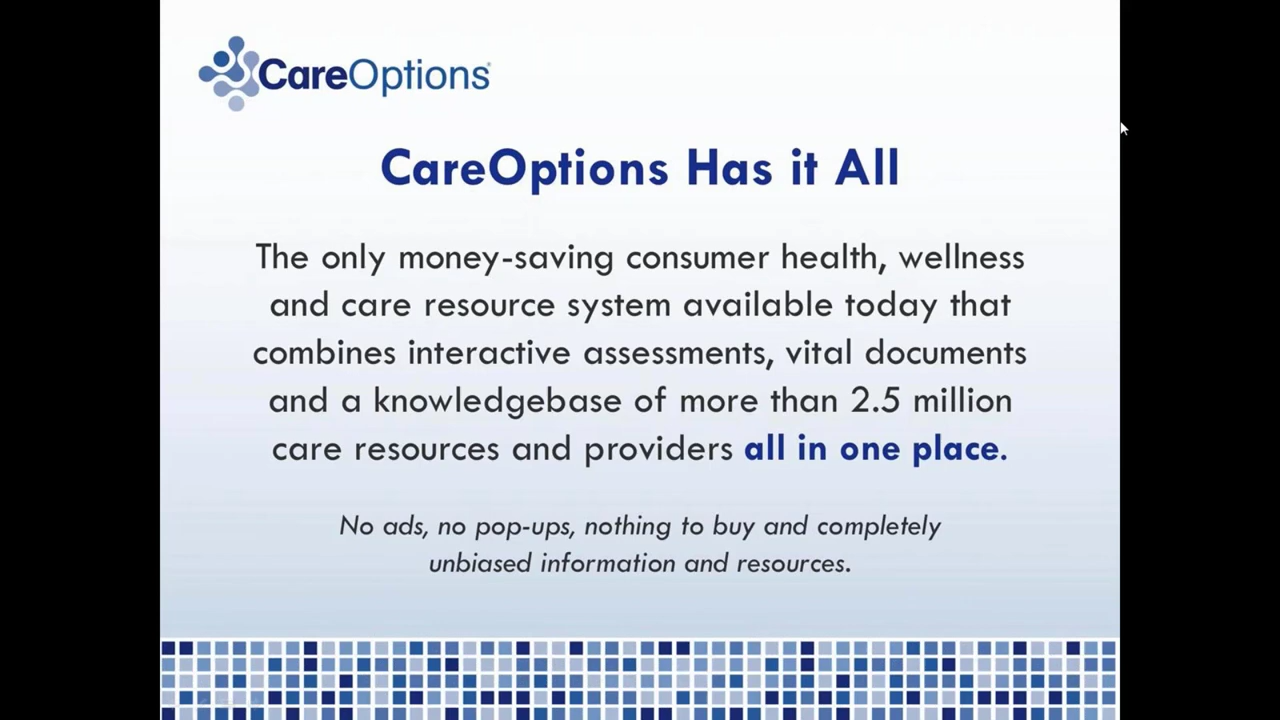 CareOptions
CareOptions Has it All
The only money-saving consumer health, wellness
and care resource system available today that
combines interactive assessments, vital documents
and a knowledgebase of more than 2.5 million
care resources and providers all in one place.
No ads, no pop-ups, nothing to buy and completely
unbiased information and resources.